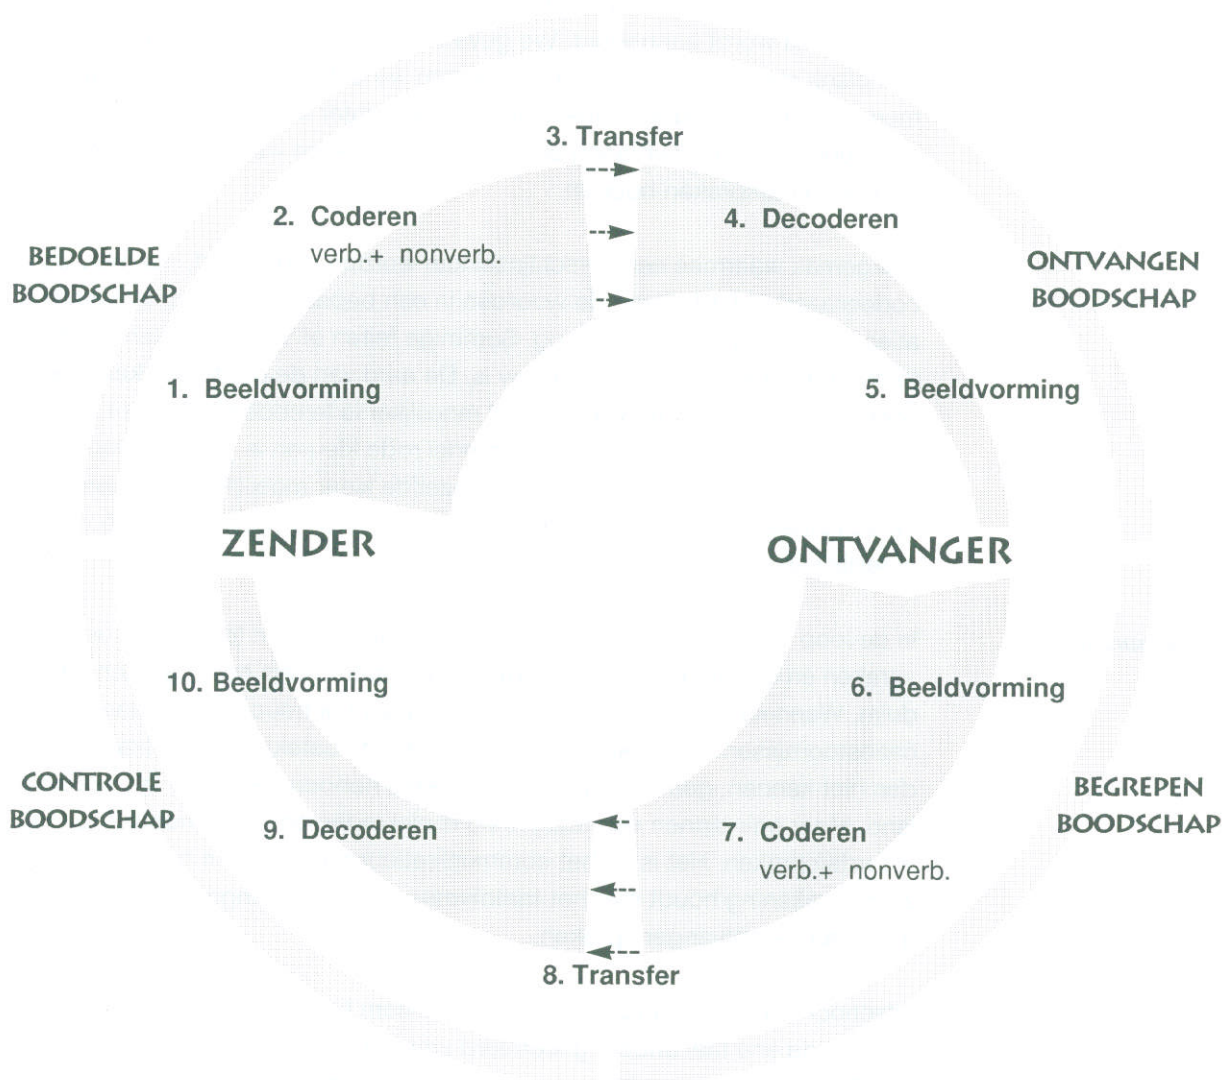 3. Transfer
2. Coderen
verb.+ nonverb.
4. Decoderen
BEDOELDE
BOODSCHAP
ONTVANGEN
BOODSCHAP
1. Beeldvorming
5. Beeldvorming
ZENDER
ONTVANGER
10. Beeldvorming
6. Beeldvorming
CONTROLE
BOODSCHAP
BEGREPEN
BOODSCHAP
9. Decoderen
7. Coderen
verb.+ nonverb.
8. Transfer